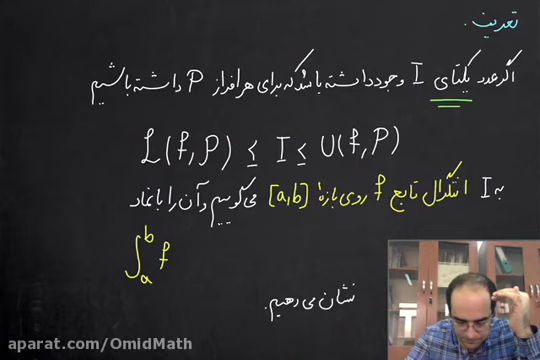 تعریف.
اگر عدد یکتای I وجود داشته باشد که برای هر افراز P داشته باشیم
L(f,P) ≤ I ≤ U(f,P)
به I انتگرال تابع f روی بازهٔ [a,b] می‌گوییم و آن را با نماد
∫_a^b f
نشان می‌دهیم.
aparat.com/OmidMath